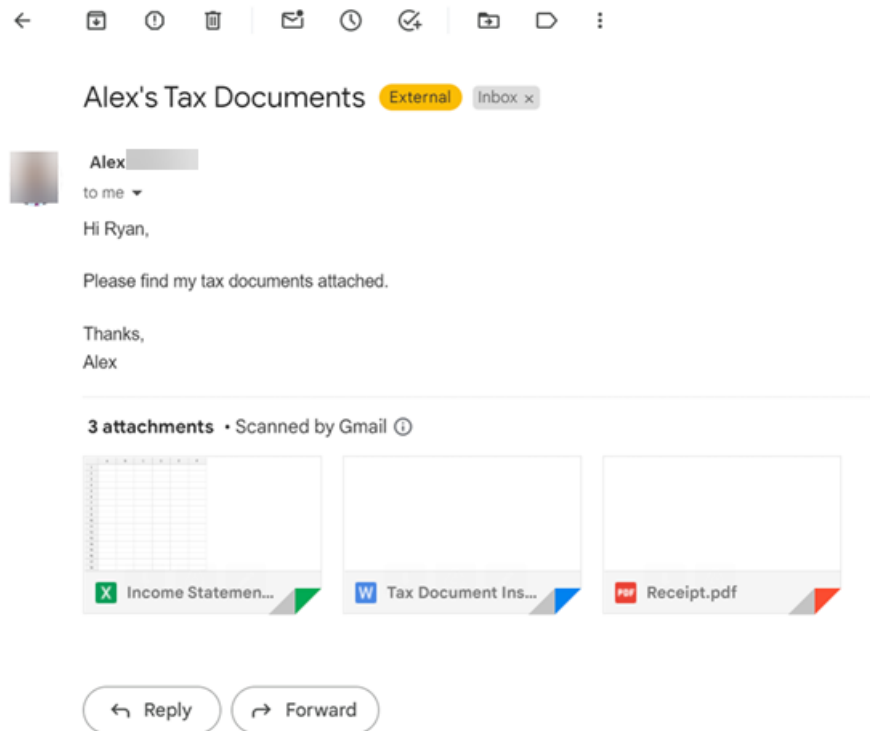 Alex's Tax Documents External Inbox x
Alex
to me
Hi Ryan,
Please find my tax documents attached.
Thanks,
Alex
3 attachments • Scanned by Gmail
X Income Statemen... W Tax Document Ins... PDF Receipt.pdf
Reply Forward